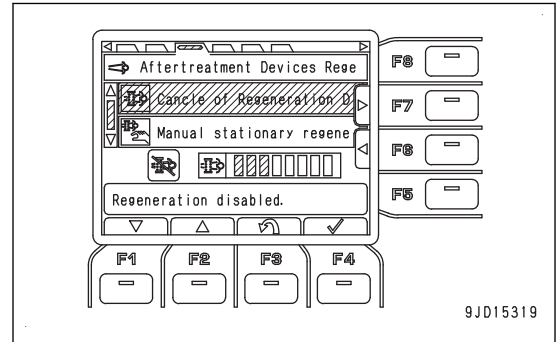 Aftertreatment Devices Rege
Cancle of Regeneration D
Manual stationary regene
Regeneration disabled.
F8
F7
F6
F5
F1
F2
F3
F4
9JD15319